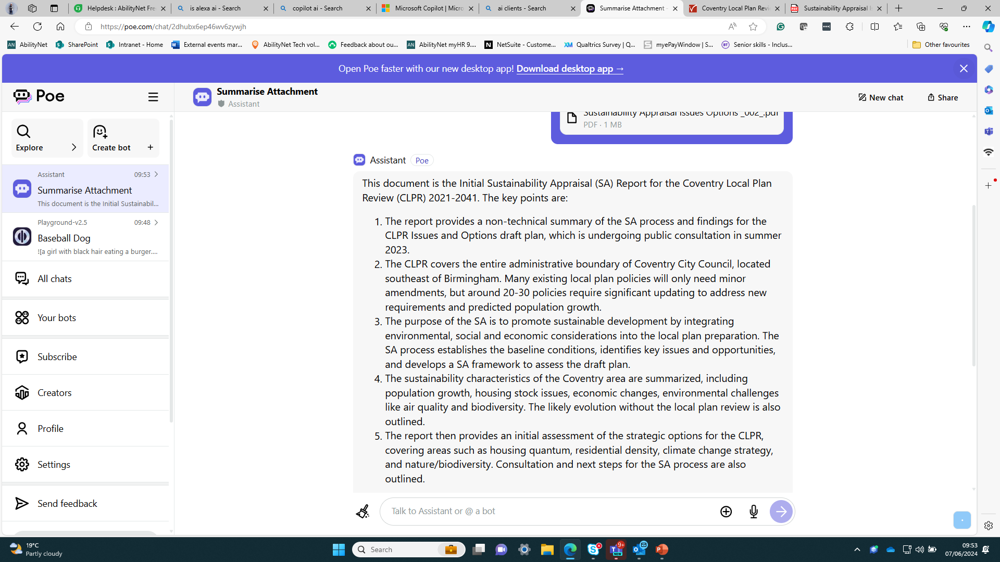 Helpdesk : AbilityNet Fre
is alexa ai - Search
copilot ai - Search
Microsoft Copilot | Micro
ai clients - Search
Summarise Attachment -
Coventry Local Plan Revi
PDF
Sustainability Appraisal I
https://poe.com/chat/2dhubx6ep46wv6zywjh
AbilityNet
SharePoint
Intranet - Home
External events mar...
AbilityNet Tech vol...
Feedback about ou...
AbilityNet myHR 9....
NetSuite - Custome...
Qualtrics Survey | Q...
myePayWindow | S...
Senior skills - Inclus...
Other favourites
Open Poe faster with our new desktop app! Download desktop app →
Poe
Summarise Attachment
Assistant
New chat
Share
Explore
Create bot
Assistant 09:53
Summarise Attachment
This document is the Initial Sustainabil...
Playground-v2.5 09:48
Baseball Dog
![a girl with black hair eating a burger....
All chats
Your bots
Subscribe
Creators
Profile
Settings
Send feedback
Sustainability Appraisal Issues Options _002_.pdf
PDF · 1 MB
Assistant Poe
This document is the Initial Sustainability Appraisal (SA) Report for the Coventry Local Plan
Review (CLPR) 2021-2041. The key points are:
1. The report provides a non-technical summary of the SA process and findings for the
CLPR Issues and Options draft plan, which is undergoing public consultation in summer
2023.
2. The CLPR covers the entire administrative boundary of Coventry City Council, located
southeast of Birmingham. Many existing local plan policies will only need minor
amendments, but around 20-30 policies require significant updating to address new
requirements and predicted population growth.
3. The purpose of the SA is to promote sustainable development by integrating
environmental, social and economic considerations into the local plan preparation. The
SA process establishes the baseline conditions, identifies key issues and opportunities,
and develops a SA framework to assess the draft plan.
4. The sustainability characteristics of the Coventry area are summarized, including
population growth, housing stock issues, economic changes, environmental challenges
like air quality and biodiversity. The likely evolution without the local plan review is also
outlined.
5. The report then provides an initial assessment of the strategic options for the CLPR,
covering areas such as housing quantum, residential density, climate change strategy,
and nature/biodiversity. Consultation and next steps for the SA process are also
outlined.
Talk to Assistant or @ a bot
19°C
Partly cloudy
Search
9+
NEW
09:53
07/06/2024